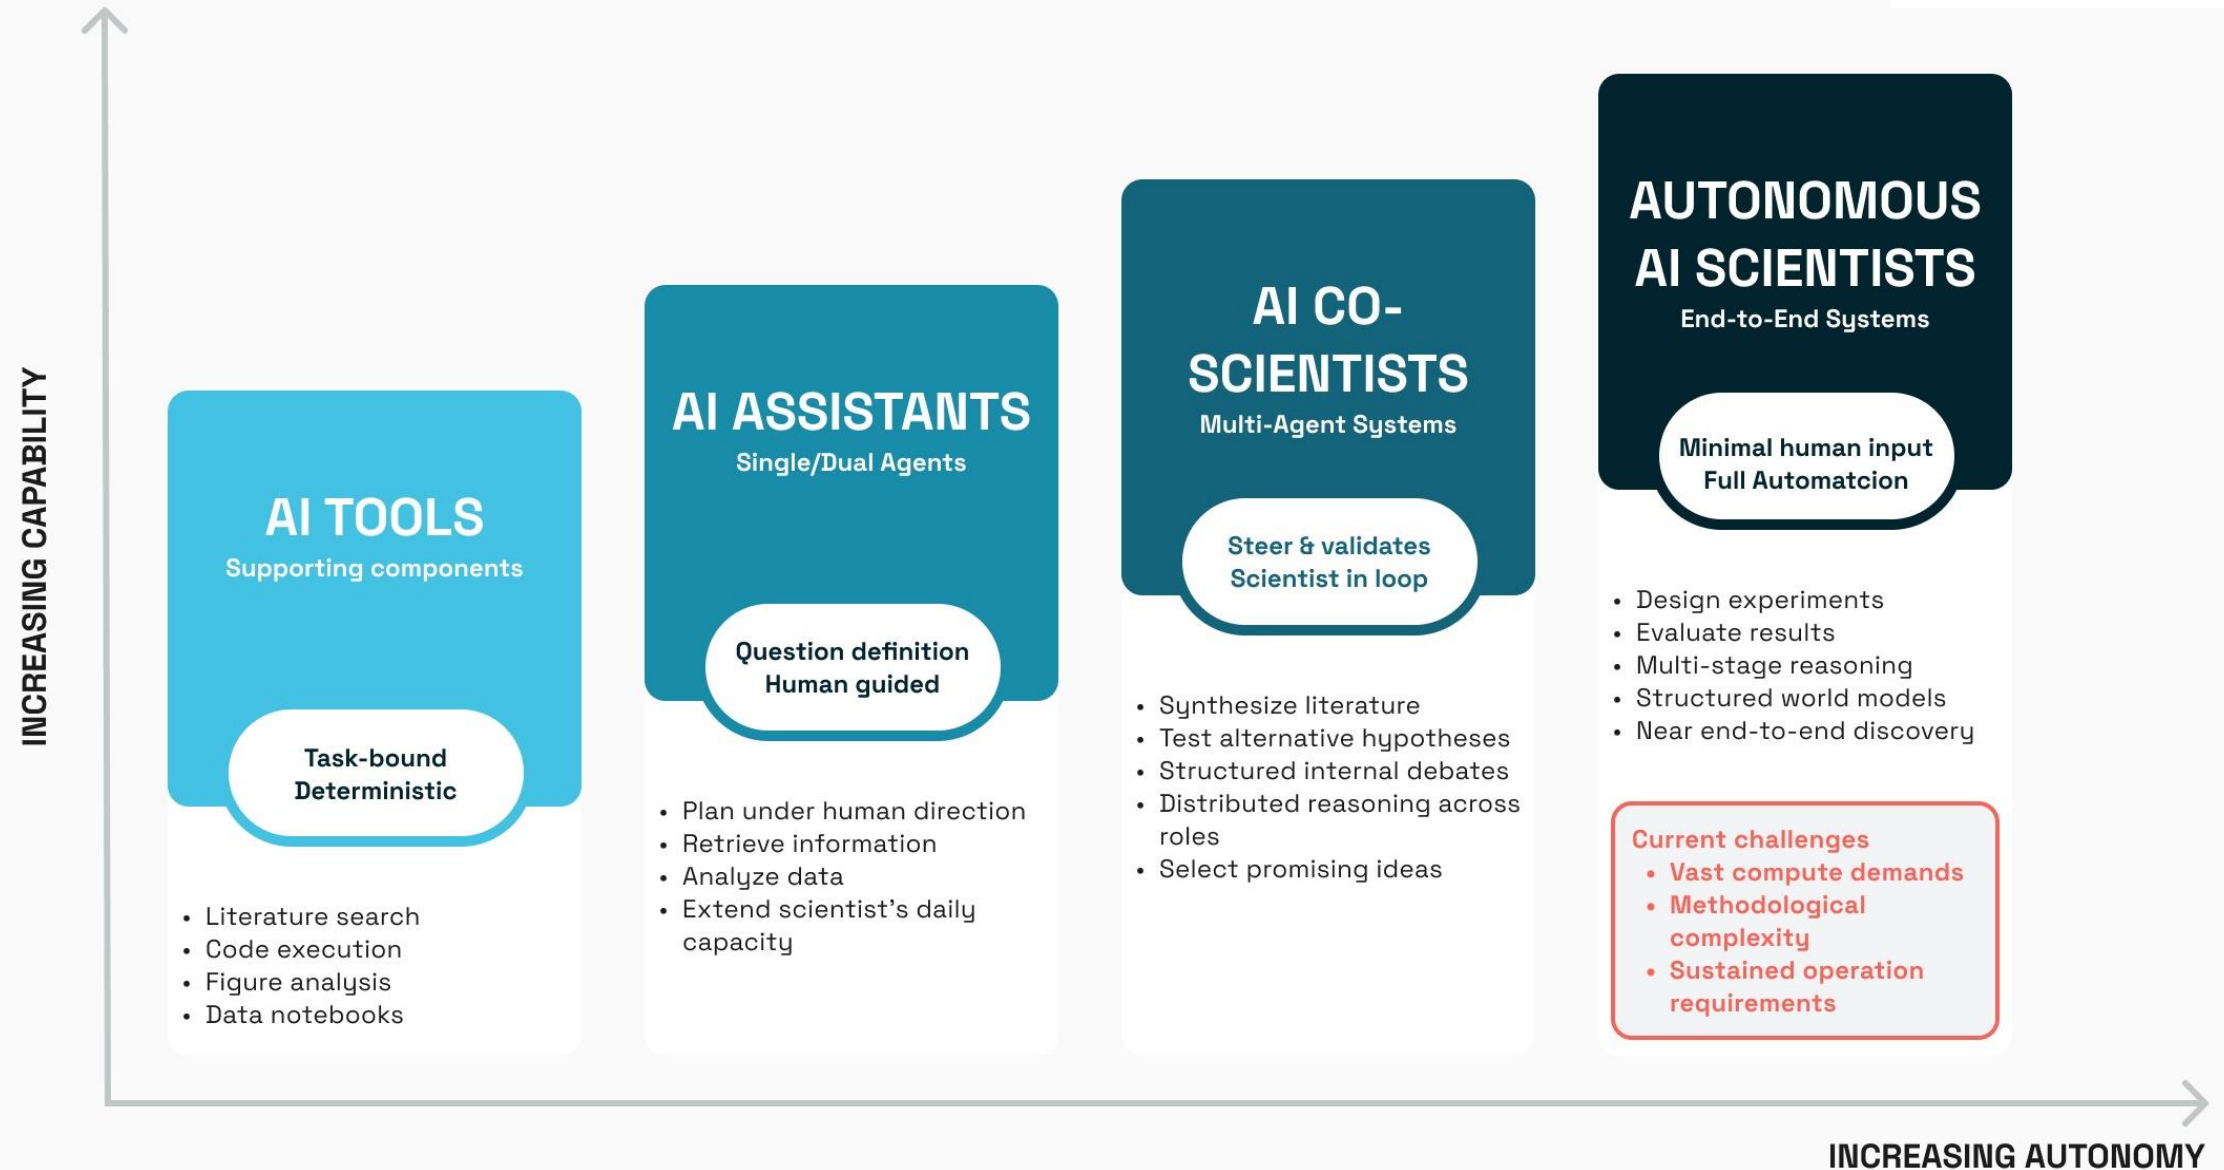 INCREASING CAPABILITY
AI TOOLS
Supporting components
Task-bound
Deterministic
• Literature search
• Code execution
• Figure analysis
• Data notebooks
AI ASSISTANTS
Single/Dual Agents
Question definition
Human guided
• Plan under human direction
• Retrieve information
• Analyze data
• Extend scientist's daily
capacity
AI CO-
SCIENTISTS
Multi-Agent Systems
Steer & validates
Scientist in loop
• Synthesize literature
• Test alternative hypotheses
• Structured internal debates
• Distributed reasoning across
roles
• Select promising ideas
AUTONOMOUS
AI SCIENTISTS
End-to-End Systems
Minimal human input
Full Automatcion
• Design experiments
• Evaluate results
• Multi-stage reasoning
• Structured world models
• Near end-to-end discovery
Current challenges
• Vast compute demands
• Methodological
complexity
• Sustained operation
requirements
INCREASING AUTONOMY